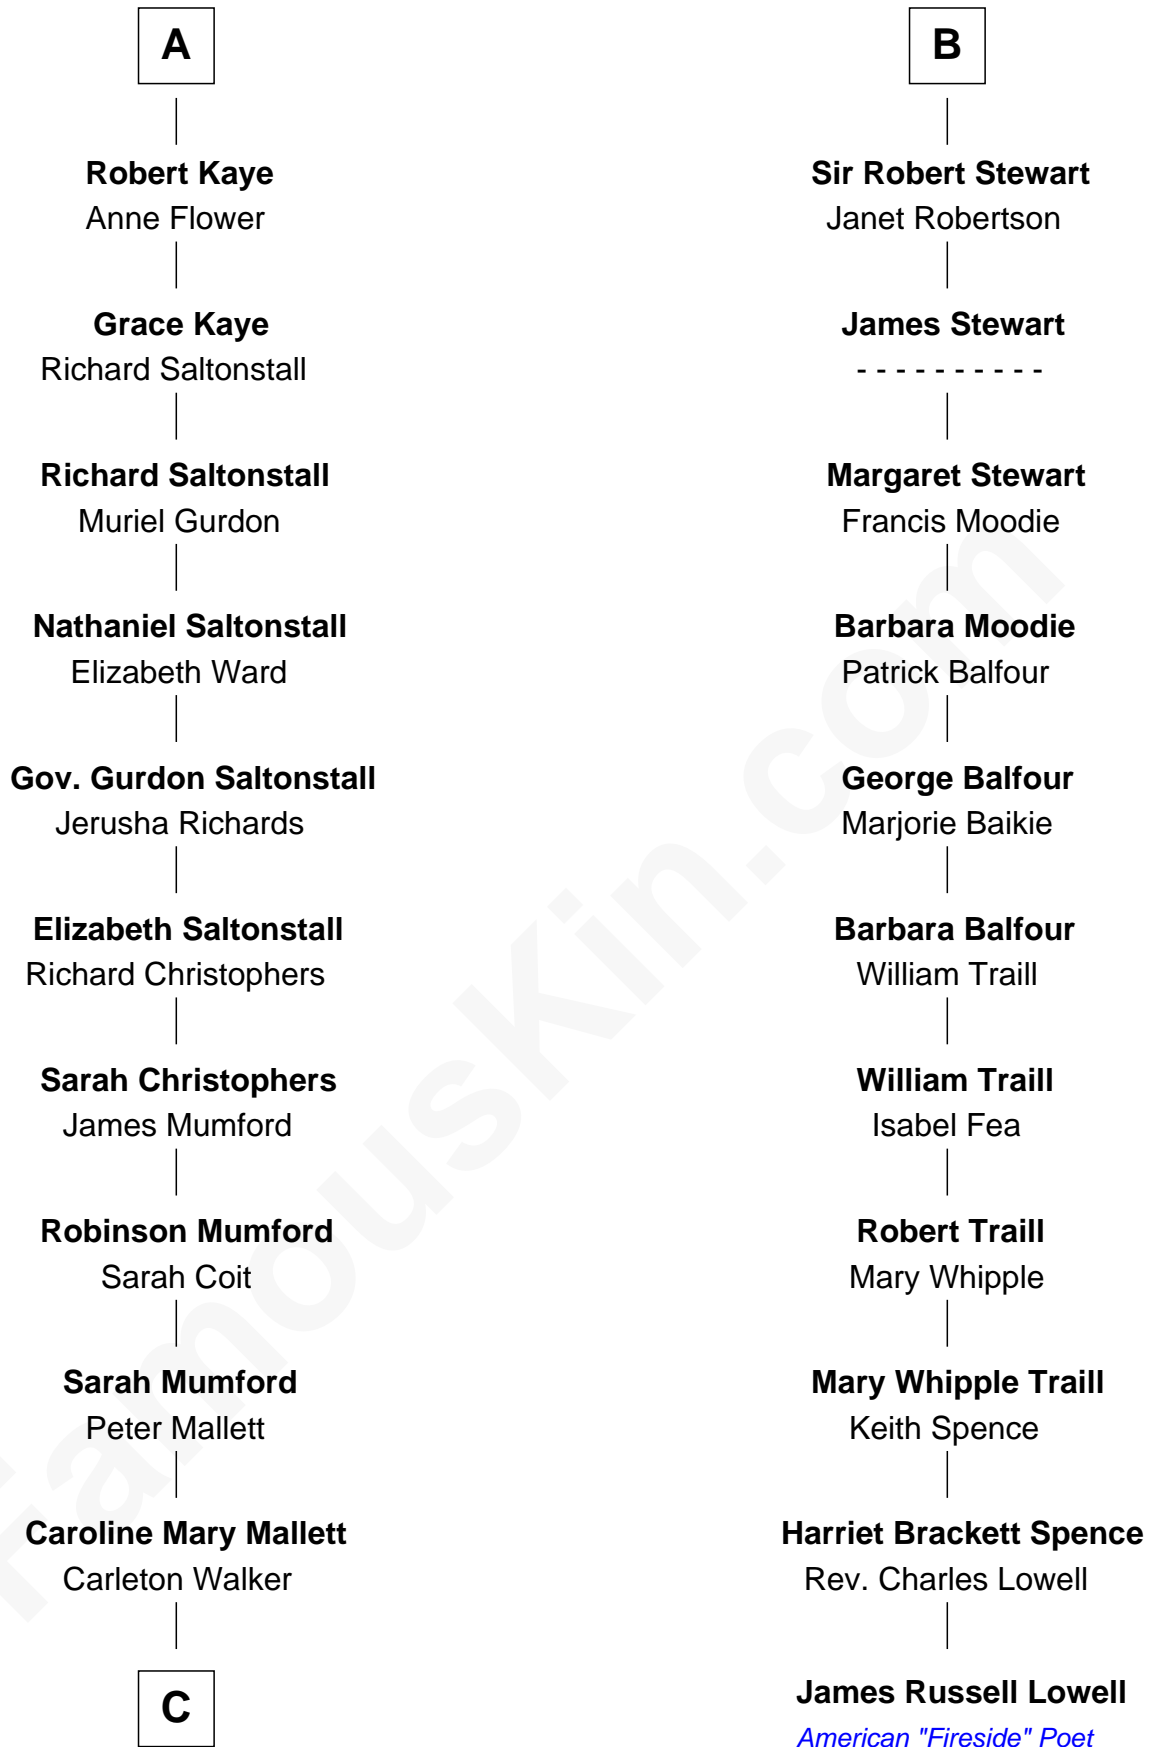 A
Robert Kaye
Anne Flower
Grace Kaye
Richard Saltonstall
Richard Saltonstall
Muriel Gurdon
Nathaniel Saltonstall
Elizabeth Ward
Gov. Gurdon Saltonstall
Jerusha Richards
Elizabeth Saltonstall
Richard Christophers
Sarah Christophers
James Mumford
Robinson Mumford
Sarah Coit
Sarah Mumford
Peter Mallett
Caroline Mary Mallett
Carleton Walker
C
B
Sir Robert Stewart
Janet Robertson
James Stewart
- - - - - - - - - -
Margaret Stewart
Francis Moodie
Barbara Moodie
Patrick Balfour
George Balfour
Marjorie Baikie
Barbara Balfour
William Traill
William Traill
Isabel Fea
Robert Traill
Mary Whipple
Mary Whipple Traill
Keith Spence
Harriet Brackett Spence
Rev. Charles Lowell
James Russell Lowell
American "Fireside" Poet
FamousKin.com